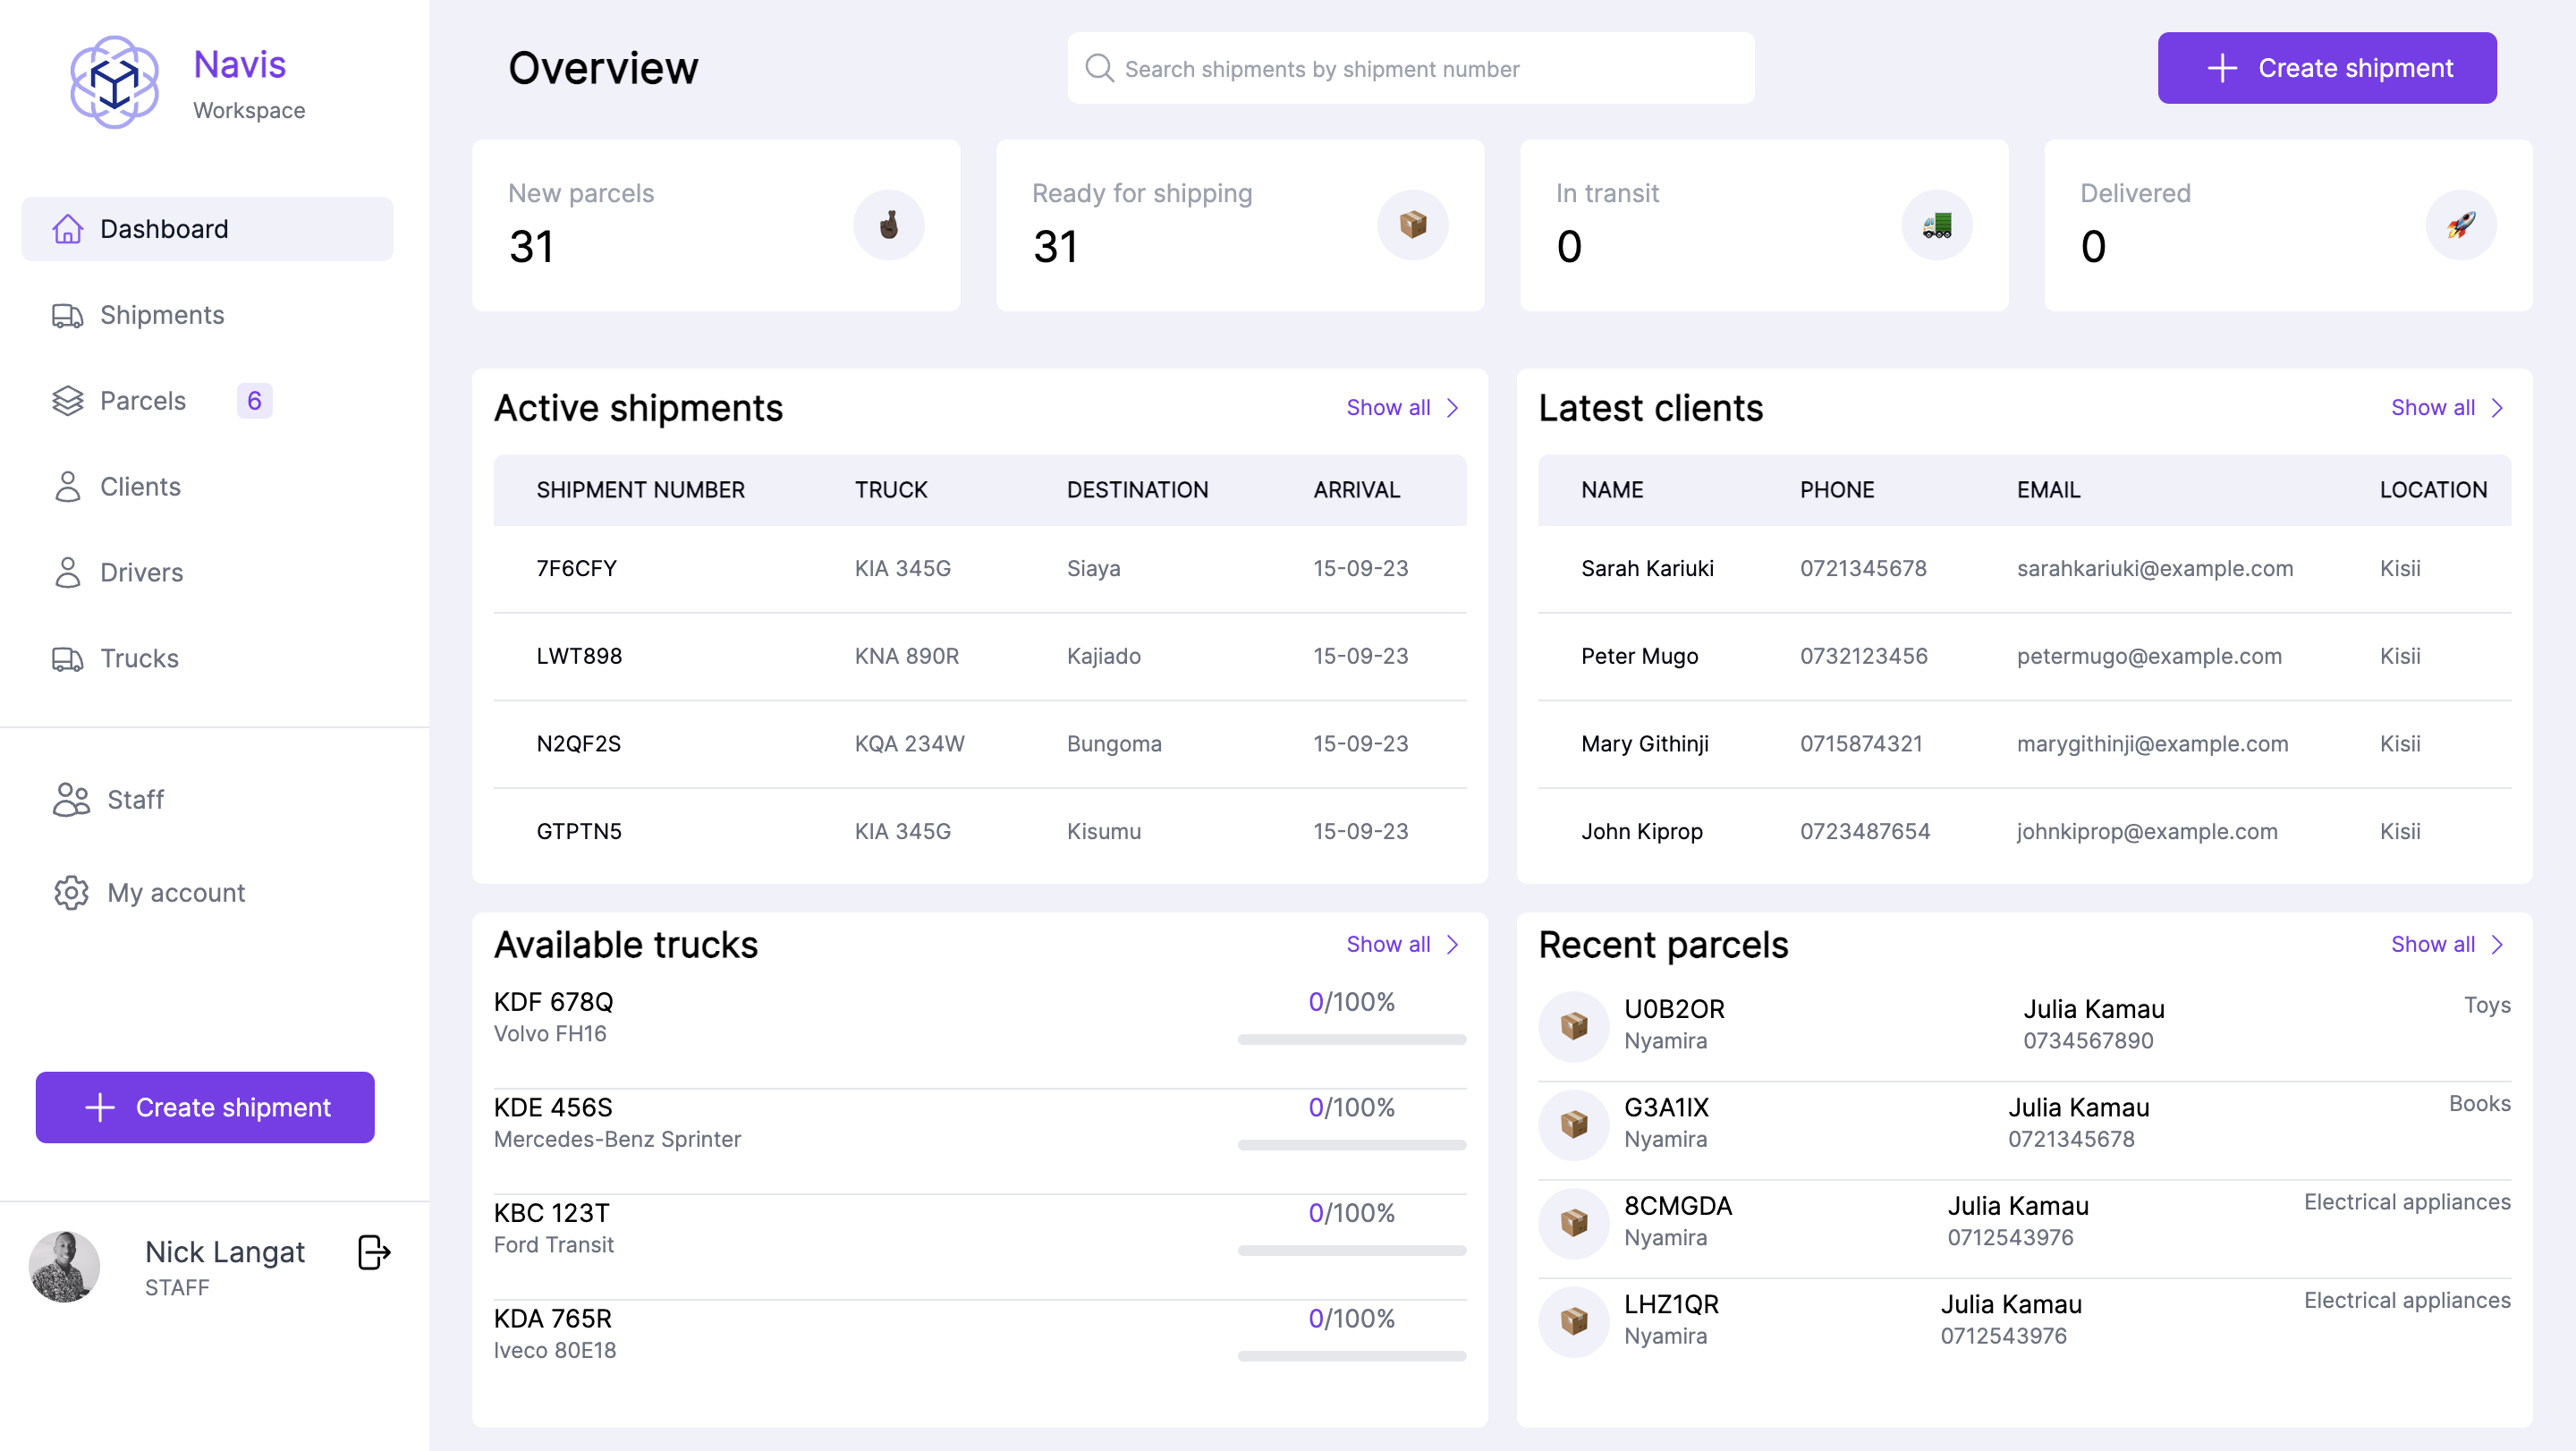 Navis
Workspace
Dashboard
Shipments
Parcels 6
Clients
Drivers
Trucks
Staff
My account
Create shipment
Nick Langat
STAFF
Overview
Search shipments by shipment number
Create shipment
New parcels
31
Ready for shipping
31
In transit
0
Delivered
0
Active shipments Show all
SHIPMENT NUMBER TRUCK DESTINATION ARRIVAL
7F6CFY KIA 345G Siaya 15-09-23
LWT898 KNA 890R Kajiado 15-09-23
N2QF2S KQA 234W Bungoma 15-09-23
GTPTN5 KIA 345G Kisumu 15-09-23
Latest clients Show all
NAME PHONE EMAIL LOCATION
Sarah Kariuki 0721345678 sarahkariuki@example.com Kisii
Peter Mugo 0732123456 petermugo@example.com Kisii
Mary Githinji 0715874321 marygithinji@example.com Kisii
John Kiprop 0723487654 johnkiprop@example.com Kisii
Available trucks Show all
KDF 678Q 0/100%
Volvo FH16
KDE 456S 0/100%
Mercedes-Benz Sprinter
KBC 123T 0/100%
Ford Transit
KDA 765R 0/100%
Iveco 80E18
Recent parcels Show all
U0B2OR Julia Kamau Toys
Nyamira 0734567890
G3A1IX Julia Kamau Books
Nyamira 0721345678
8CMGDA Julia Kamau Electrical appliances
Nyamira 0712543976
LHZ1QR Julia Kamau Electrical appliances
Nyamira 0712543976